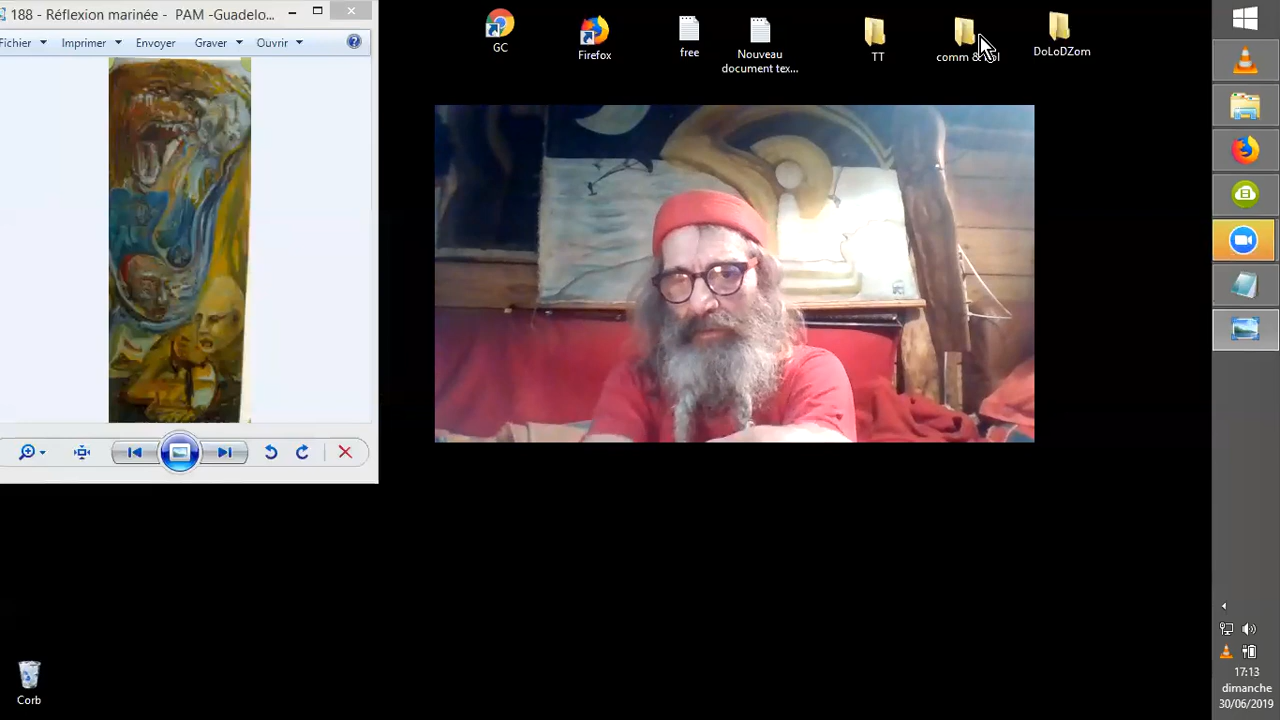 188 - Réflexion marinée - PAM -Guadelo...
Fichier Imprimer Envoyer Graver Ouvrir
GC
Firefox
free
Nouveau
document tex...
TT
comm &
DoLoDZom
Corb
17:13
dimanche
30/06/2019